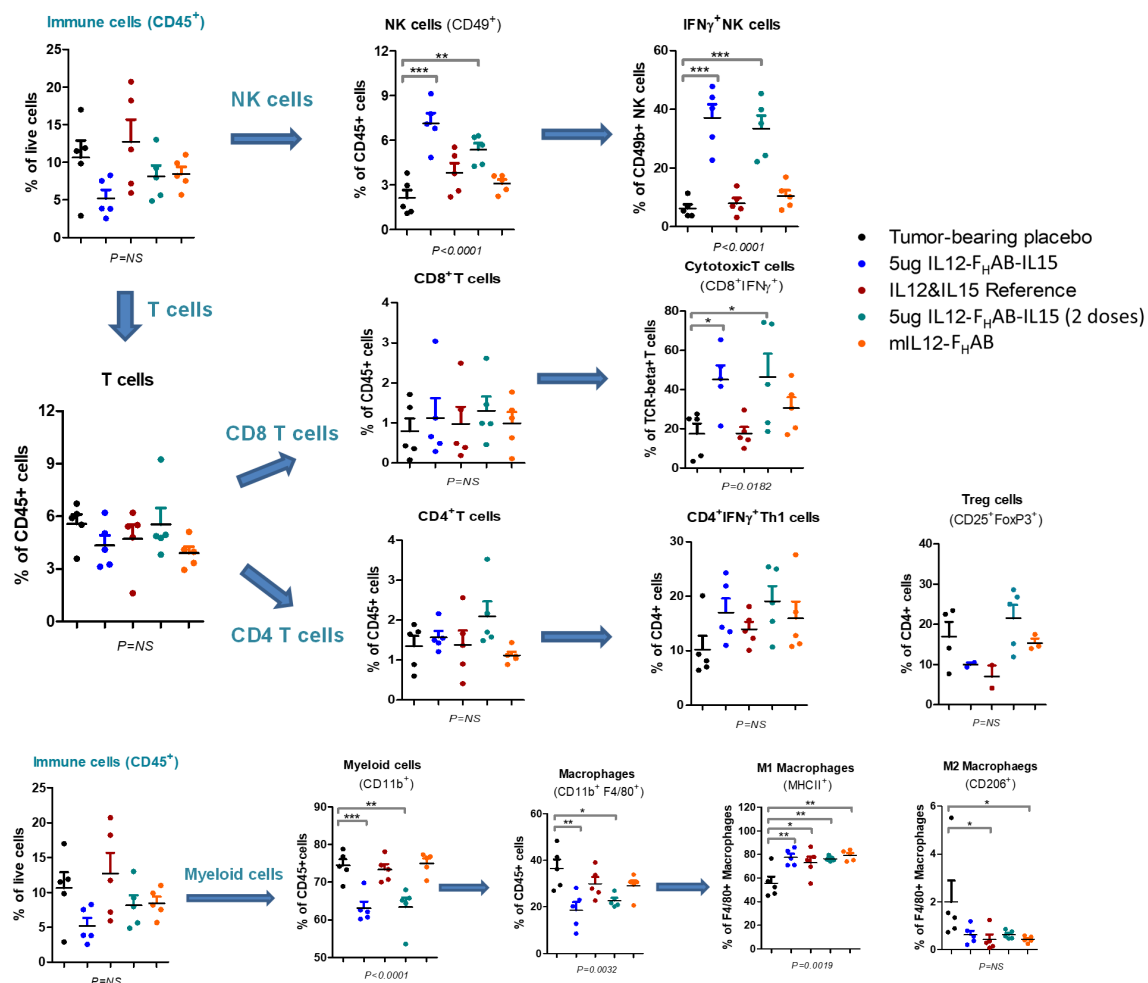 Immune cells (CD45+)
25
20
15
10
5
0
% of live cells
P=NS
NK cells
NK cells (CD49+)
12
9
6
3
0
% of CD45+ cells
***
**
P<0.0001
IFNγ+NK cells
60
40
20
0
% of CD49b+ NK cells
***
***
P<0.0001
Tumor-bearing placebo
5ug IL12-FHAB-IL15
IL12&IL15 Reference
5ug IL12-FHAB-IL15 (2 doses)
mIL12-FHAB
T cells
T cells
12
9
6
3
0
% of CD45+ cells
P=NS
CD8 T cells
CD8+T cells
4
3
2
1
0
% of CD45+ cells
P=NS
CytotoxicT cells
(CD8+IFNγ+)
80
60
40
20
0
% of TCR-beta+T cells
*
*
P=0.0182
CD4 T cells
CD4+T cells
4
3
2
1
0
% of CD45+ cells
P=NS
CD4+IFNγ+Th1 cells
30
20
10
0
% of CD4+ cells
P=NS
Treg cells
(CD25+FoxP3+)
40
30
20
10
0
% of CD4+ cells
P=NS
Immune cells (CD45+)
25
20
15
10
5
0
% of live cells
P=NS
Myeloid cells
Myeloid cells
(CD11b+)
90
80
70
60
50
% of CD45+cells
***
**
P<0.0001
Macrophages
(CD11b+ F4/80+)
60
40
20
0
% of CD45+ cells
**
*
P=0.0032
M1 Macrophages
(MHCII+)
120
100
80
60
40
20
0
% of F4/80+ Macrophages
**
*
**
**
P=0.0019
M2 Macrophaegs
(CD206+)
6
4
2
0
% of F4/80+ Macrophages
*
*
P=NS